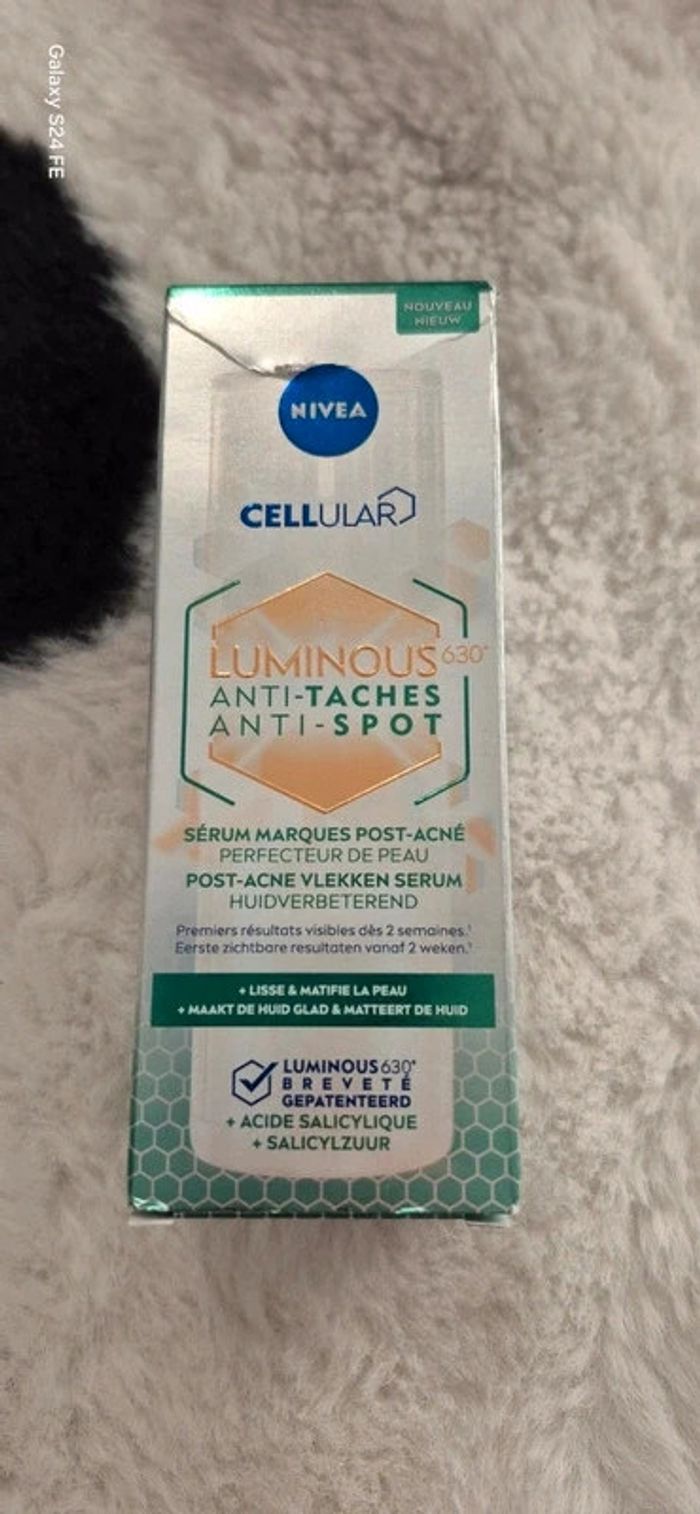 Galaxy S24 FE
NOUVEAU
NIEUW
NIVEA
CELLULAR
LUMINOUS630*
ANTI-TACHES
ANTI-SPOT
SÉRUM MARQUES POST-ACNÉ
PERFECTEUR DE PEAU
POST-ACNE VLEKKEN SERUM
HUIDVERBETEREND
Premiers résultats visibles dès 2 semaines.¹
Eerste zichtbare resultaten vanaf 2 weken.¹
+ LISSE & MATIFIE LA PEAU
+ MAAKT DE HUID GLAD & MATTEERT DE HUID
LUMINOUS630*
BREVETÉ
GEPATENTEERD
+ ACIDE SALICYLIQUE
+ SALICYLZUUR